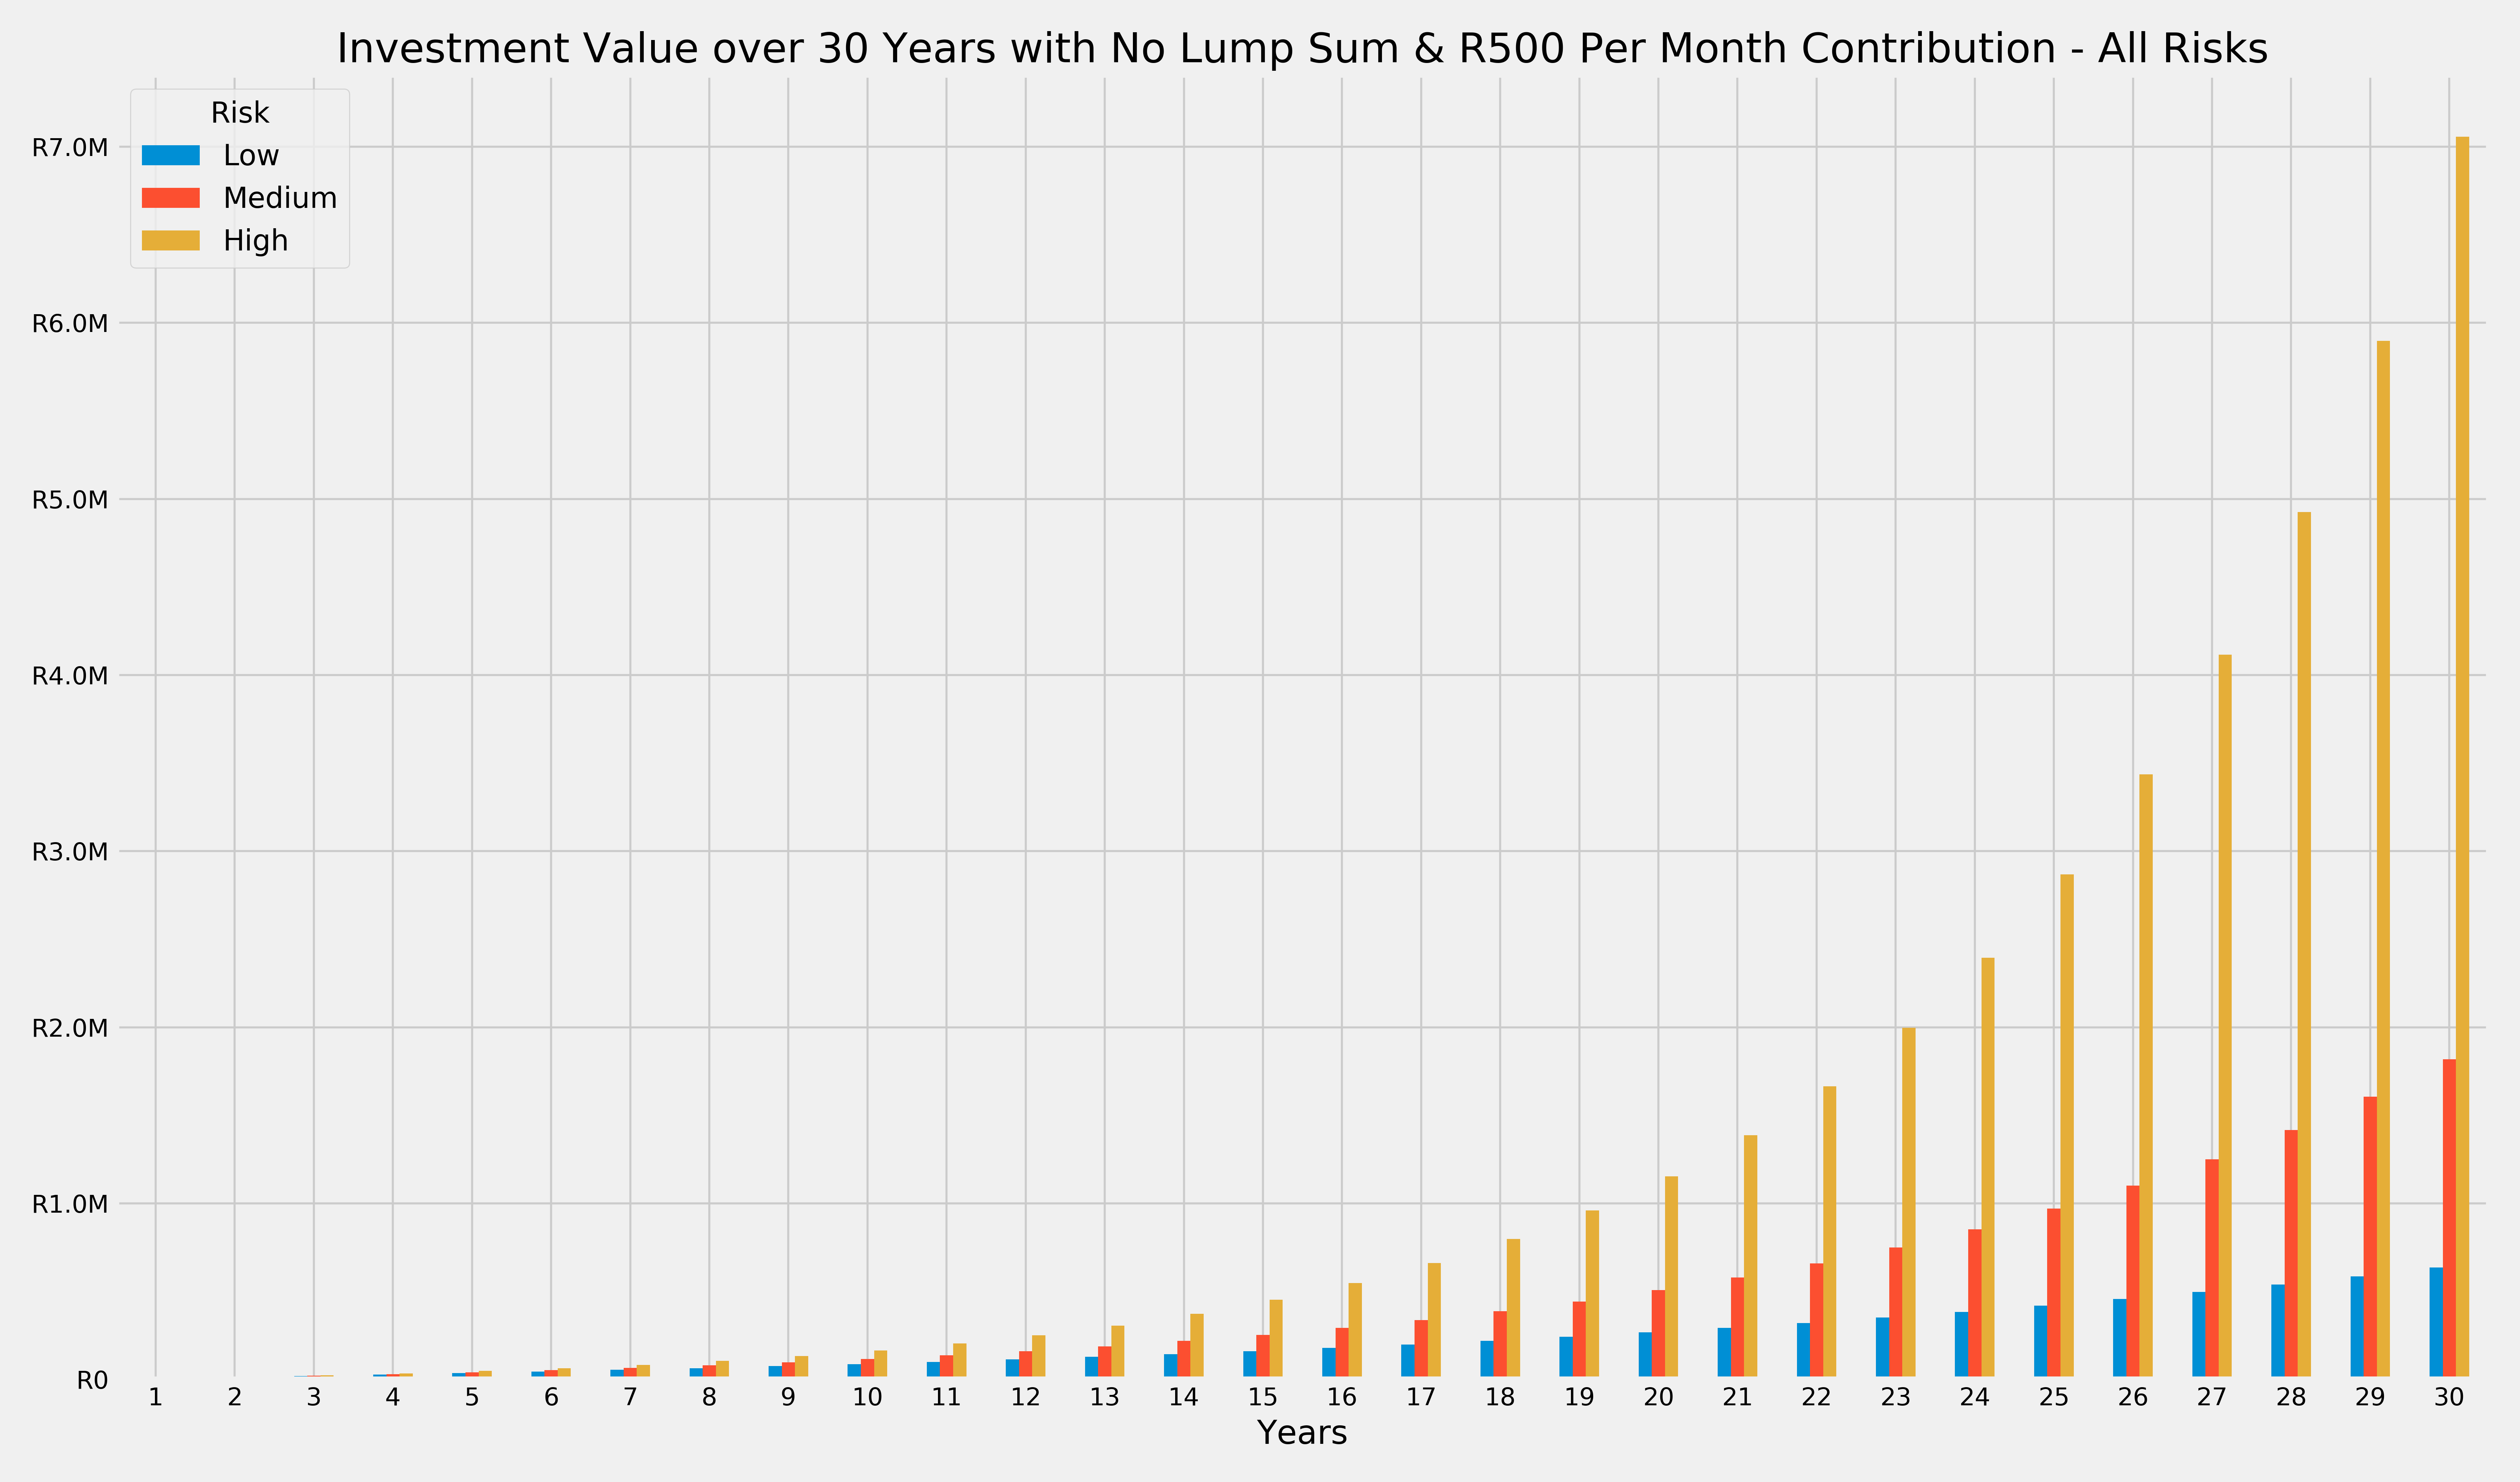 Investment Value over 30 Years with No Lump Sum & R500 Per Month Contribution - All Risks
Risk
Low
Medium
High
R7.0M
R6.0M
R5.0M
R4.0M
R3.0M
R2.0M
R1.0M
R0
1 2 3 4 5 6 7 8 9 10 11 12 13 14 15 16 17 18 19 20 21 22 23 24 25 26 27 28 29 30
Years